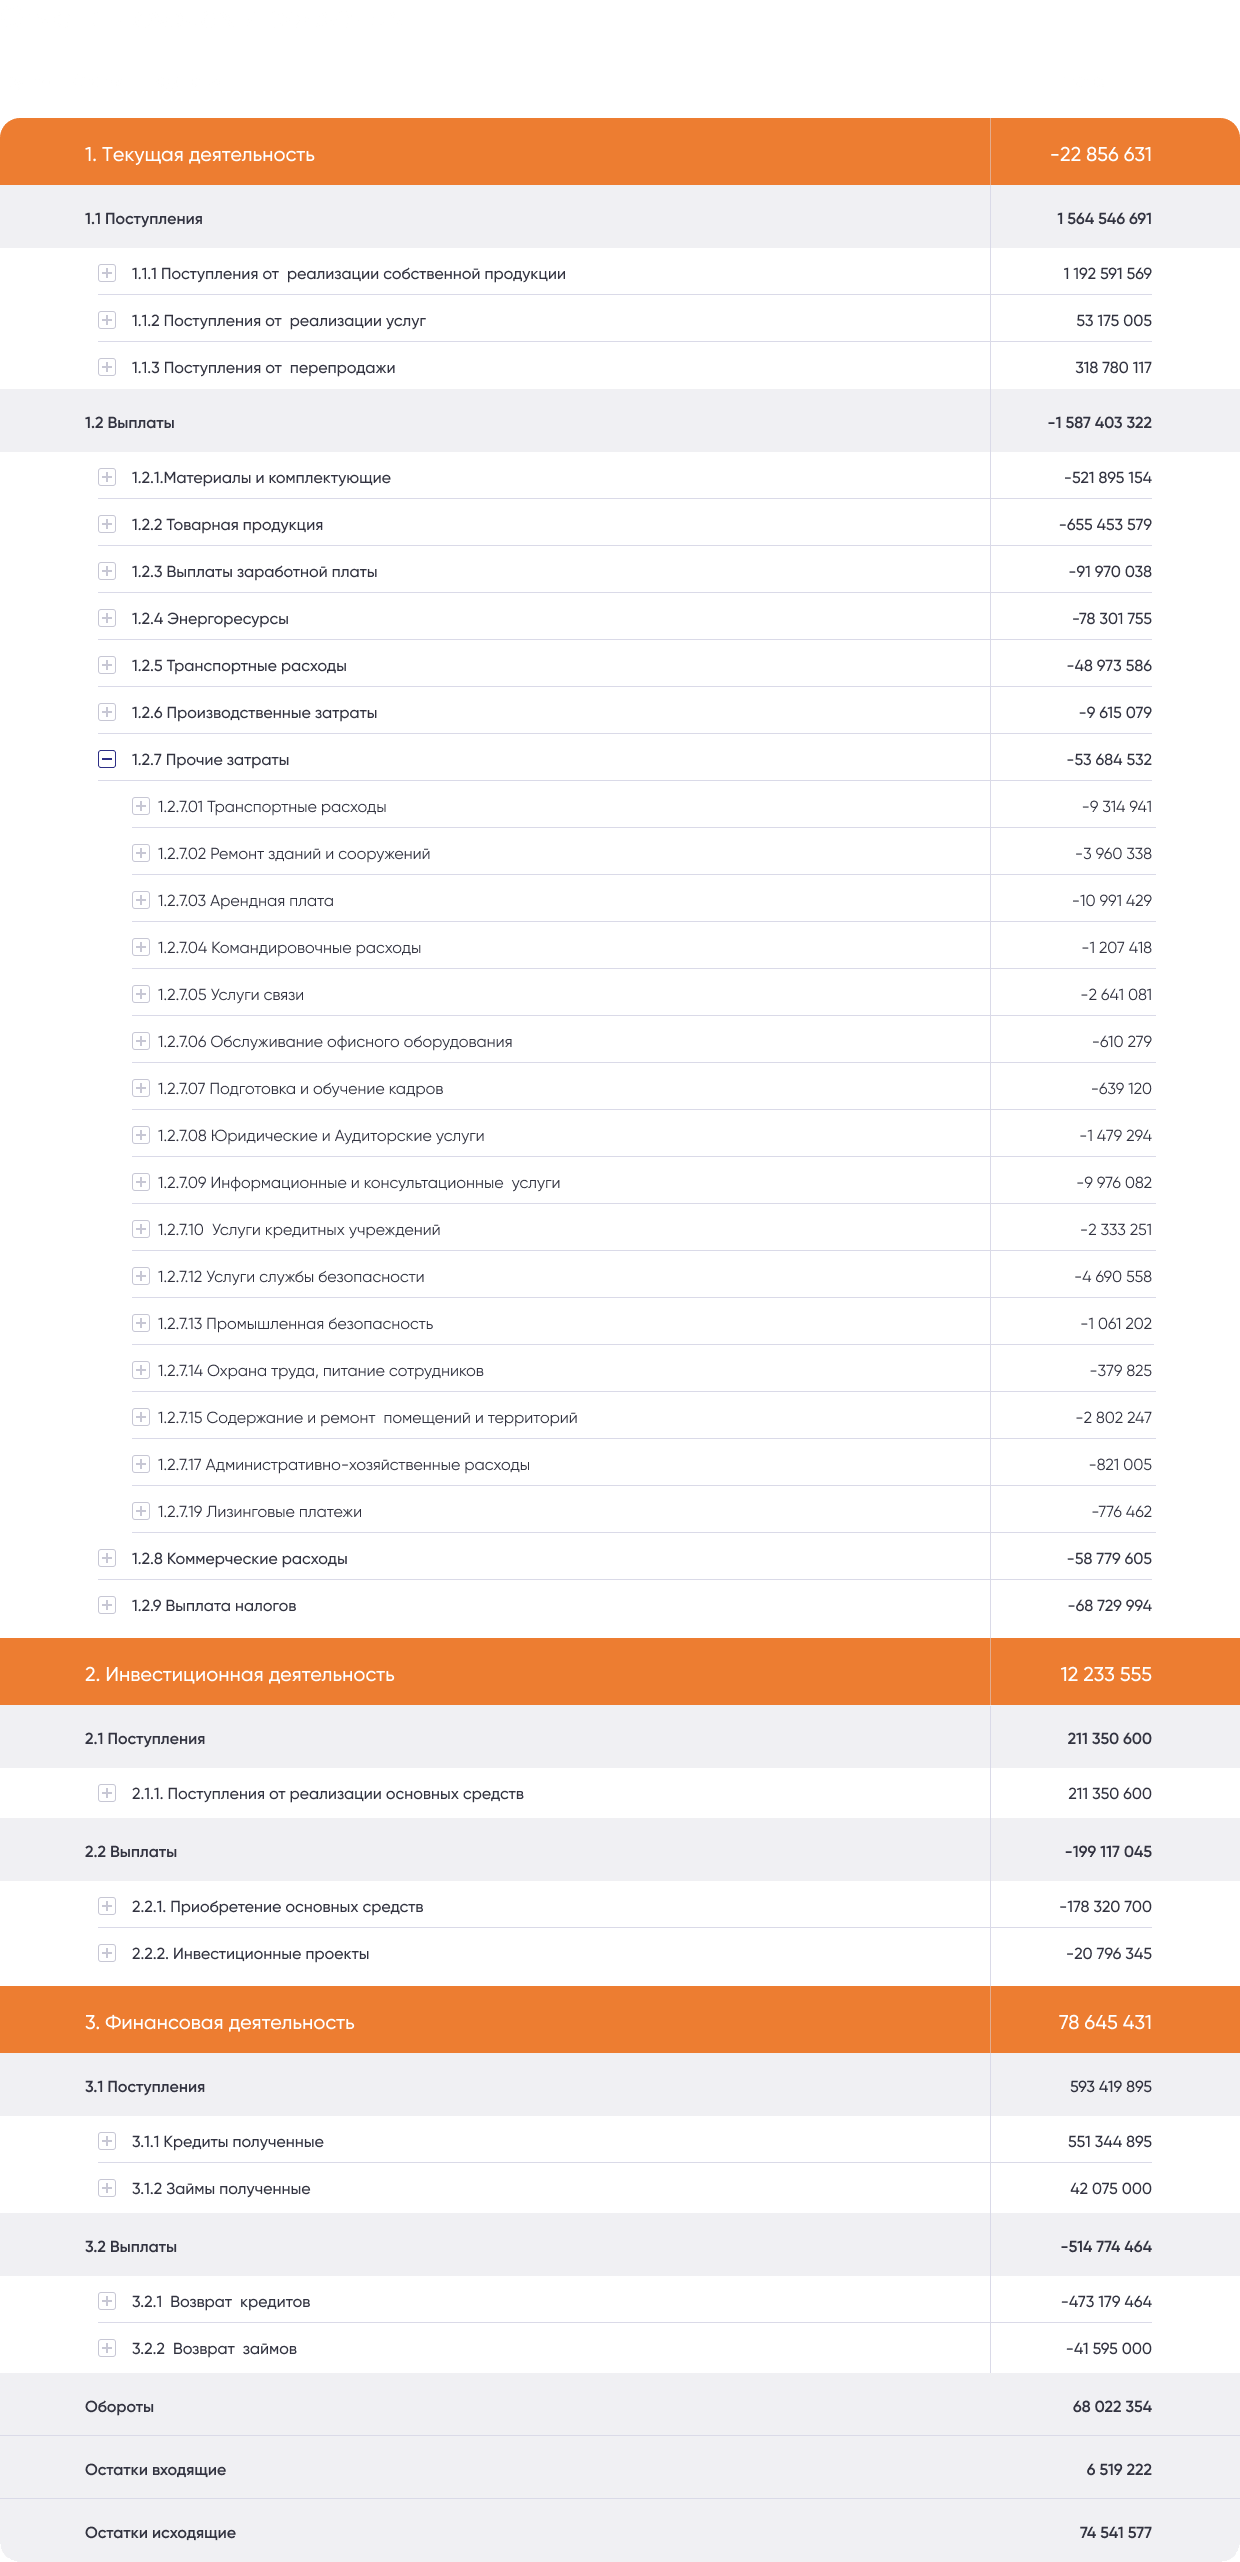 1. Текущая деятельность -22 856 631
1.1 Поступления 1 564 546 691
1.1.1 Поступления от  реализации собственной продукции 1 192 591 569
1.1.2 Поступления от  реализации услуг 53 175 005
1.1.3 Поступления от  перепродажи 318 780 117
1.2 Выплаты -1 587 403 322
1.2.1.Материалы и комплектующие -521 895 154
1.2.2 Товарная продукция -655 453 579
1.2.3 Выплаты заработной платы -91 970 038
1.2.4 Энергоресурсы -78 301 755
1.2.5 Транспортные расходы -48 973 586
1.2.6 Производственные затраты -9 615 079
1.2.7 Прочие затраты -53 684 532
1.2.7.01 Транспортные расходы -9 314 941
1.2.7.02 Ремонт зданий и сооружений -3 960 338
1.2.7.03 Арендная плата -10 991 429
1.2.7.04 Командировочные расходы -1 207 418
1.2.7.05 Услуги связи -2 641 081
1.2.7.06 Обслуживание офисного оборудования -610 279
1.2.7.07 Подготовка и обучение кадров -639 120
1.2.7.08 Юридические и Аудиторские услуги -1 479 294
1.2.7.09 Информационные и консультационные  услуги -9 976 082
1.2.7.10  Услуги кредитных учреждений -2 333 251
1.2.7.12 Услуги службы безопасности -4 690 558
1.2.7.13 Промышленная безопасность -1 061 202
1.2.7.14 Охрана труда, питание сотрудников -379 825
1.2.7.15 Содержание и ремонт  помещений и территорий -2 802 247
1.2.7.17 Административно-хозяйственные расходы -821 005
1.2.7.19 Лизинговые платежи -776 462
1.2.8 Коммерческие расходы -58 779 605
1.2.9 Выплата налогов -68 729 994
2. Инвестиционная деятельность 12 233 555
2.1 Поступления 211 350 600
2.1.1. Поступления от реализации основных средств 211 350 600
2.2 Выплаты -199 117 045
2.2.1. Приобретение основных средств -178 320 700
2.2.2. Инвестиционные проекты -20 796 345
3. Финансовая деятельность 78 645 431
3.1 Поступления 593 419 895
3.1.1 Кредиты полученные 551 344 895
3.1.2 Займы полученные 42 075 000
3.2 Выплаты -514 774 464
3.2.1  Возврат  кредитов -473 179 464
3.2.2  Возврат  займов -41 595 000
Обороты 68 022 354
Остатки входящие 6 519 222
Остатки исходящие 74 541 577